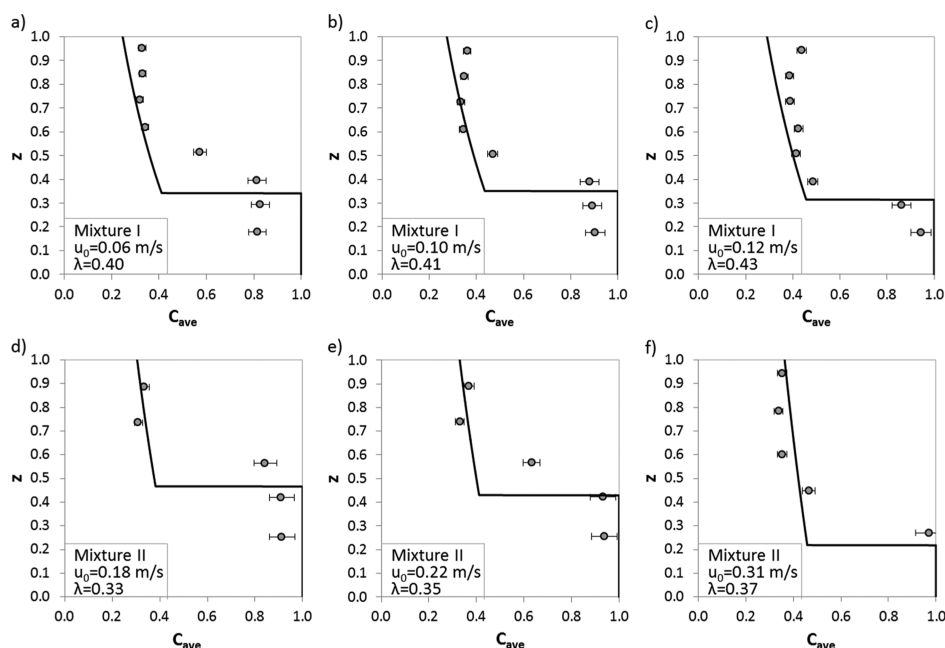 a)
1.0
0.9
0.8
0.7
0.6
0.5
0.4
0.3
0.2
0.1
0.0
z
Mixture I
u₀=0.06 m/s
λ=0.40
0.0 0.2 0.4 0.6 0.8 1.0
Cave
b)
1.0
0.9
0.8
0.7
0.6
0.5
0.4
0.3
0.2
0.1
0.0
z
Mixture I
u₀=0.10 m/s
λ=0.41
0.0 0.2 0.4 0.6 0.8 1.0
Cave
c)
1.0
0.9
0.8
0.7
0.6
0.5
0.4
0.3
0.2
0.1
0.0
z
Mixture I
u₀=0.12 m/s
λ=0.43
0.0 0.2 0.4 0.6 0.8 1.0
Cave
d)
1.0
0.9
0.8
0.7
0.6
0.5
0.4
0.3
0.2
0.1
0.0
z
Mixture II
u₀=0.18 m/s
λ=0.33
0.0 0.2 0.4 0.6 0.8 1.0
Cave
e)
1.0
0.9
0.8
0.7
0.6
0.5
0.4
0.3
0.2
0.1
0.0
z
Mixture II
u₀=0.22 m/s
λ=0.35
0.0 0.2 0.4 0.6 0.8 1.0
Cave
f)
1.0
0.9
0.8
0.7
0.6
0.5
0.4
0.3
0.2
0.1
0.0
z
Mixture II
u₀=0.31 m/s
λ=0.37
0.0 0.2 0.4 0.6 0.8 1.0
Cave